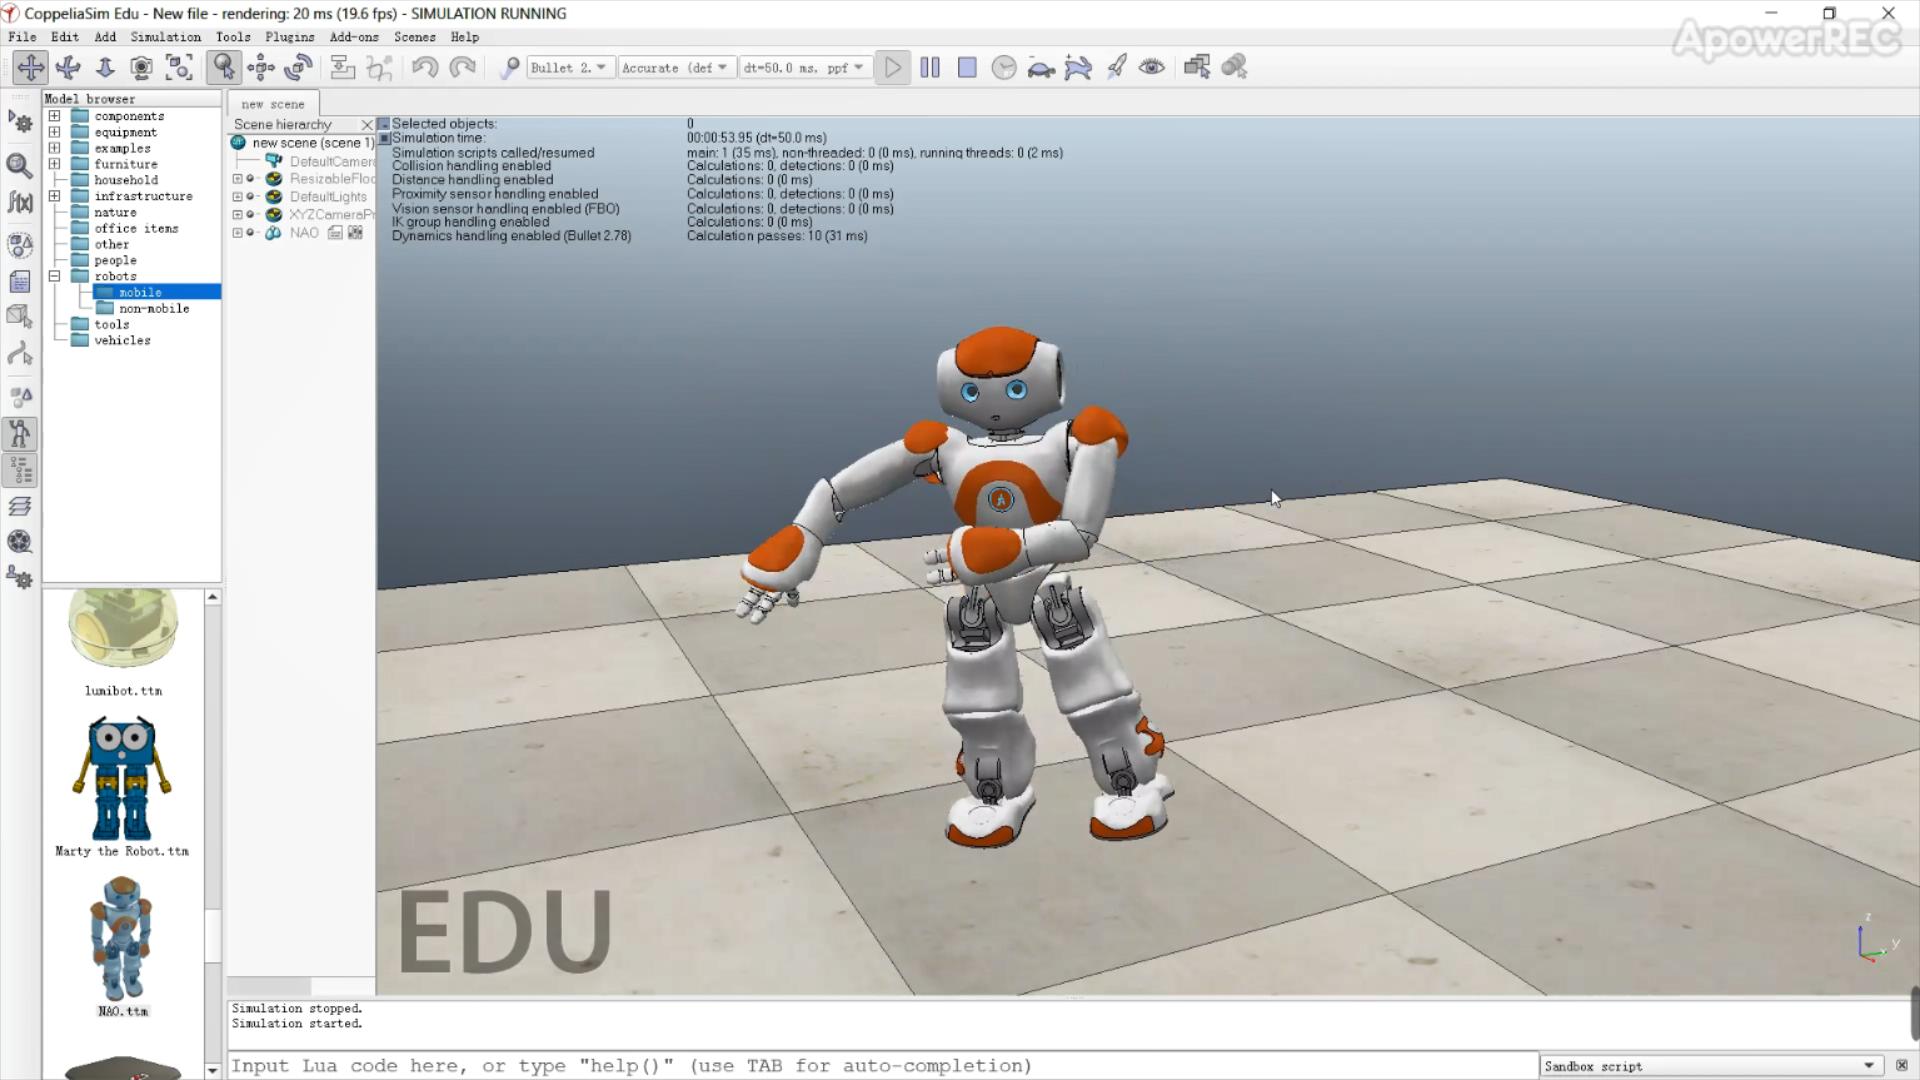 CoppeliaSim Edu - New file - rendering: 20 ms (19.6 fps) - SIMULATION RUNNING
ApowerREC
File Edit Add Simulation Tools Plugins Add-ons Scenes Help
Bullet 2. Accurate (def dt=50.0 ms, ppf
Model browser
components
equipment
examples
furniture
household
infrastructure
nature
office items
other
people
robots
mobile
non-mobile
tools
vehicles
lumibot.ttm
Marty the Robot.ttm
NAO.ttm
new scene
Scene hierarchy
new scene (scene 1)
DefaultCamera
ResizableFloo
DefaultLights
XYZCameraPr
NAO
Selected objects: 0
Simulation time: 00:00:53.95 (dt=50.0 ms)
Simulation scripts called/resumed main: 1 (35 ms), non-threaded: 0 (0 ms), running threads: 0 (2 ms)
Collision handling enabled Calculations: 0, detections: 0 (0 ms)
Distance handling enabled Calculations: 0 (0 ms)
Proximity sensor handling enabled Calculations: 0, detections: 0 (0 ms)
Vision sensor handling enabled (FBO) Calculations: 0, detections: 0 (0 ms)
IK group handling enabled Calculations: 0 (0 ms)
Dynamics handling enabled (Bullet 2.78) Calculation passes: 10 (31 ms)
EDU
z
y
Simulation stopped.
Simulation started.
Input Lua code here, or type "help()" (use TAB for auto-completion)
Sandbox script